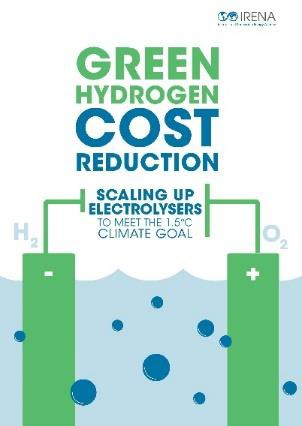 IRENA
GREEN
HYDROGEN
COST
REDUCTION
SCALING UP
ELECTROLYSERS
TO MEET THE 1.5°C
CLIMATE GOAL
H₂
O₂
-
+